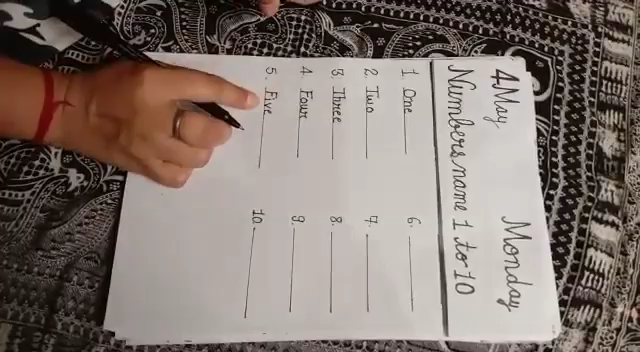 4 May Monday
Numbers name 1 to 10
1. One
2. Two
3. Three
4. Four
5. Five
6.
7.
8.
9.
10.